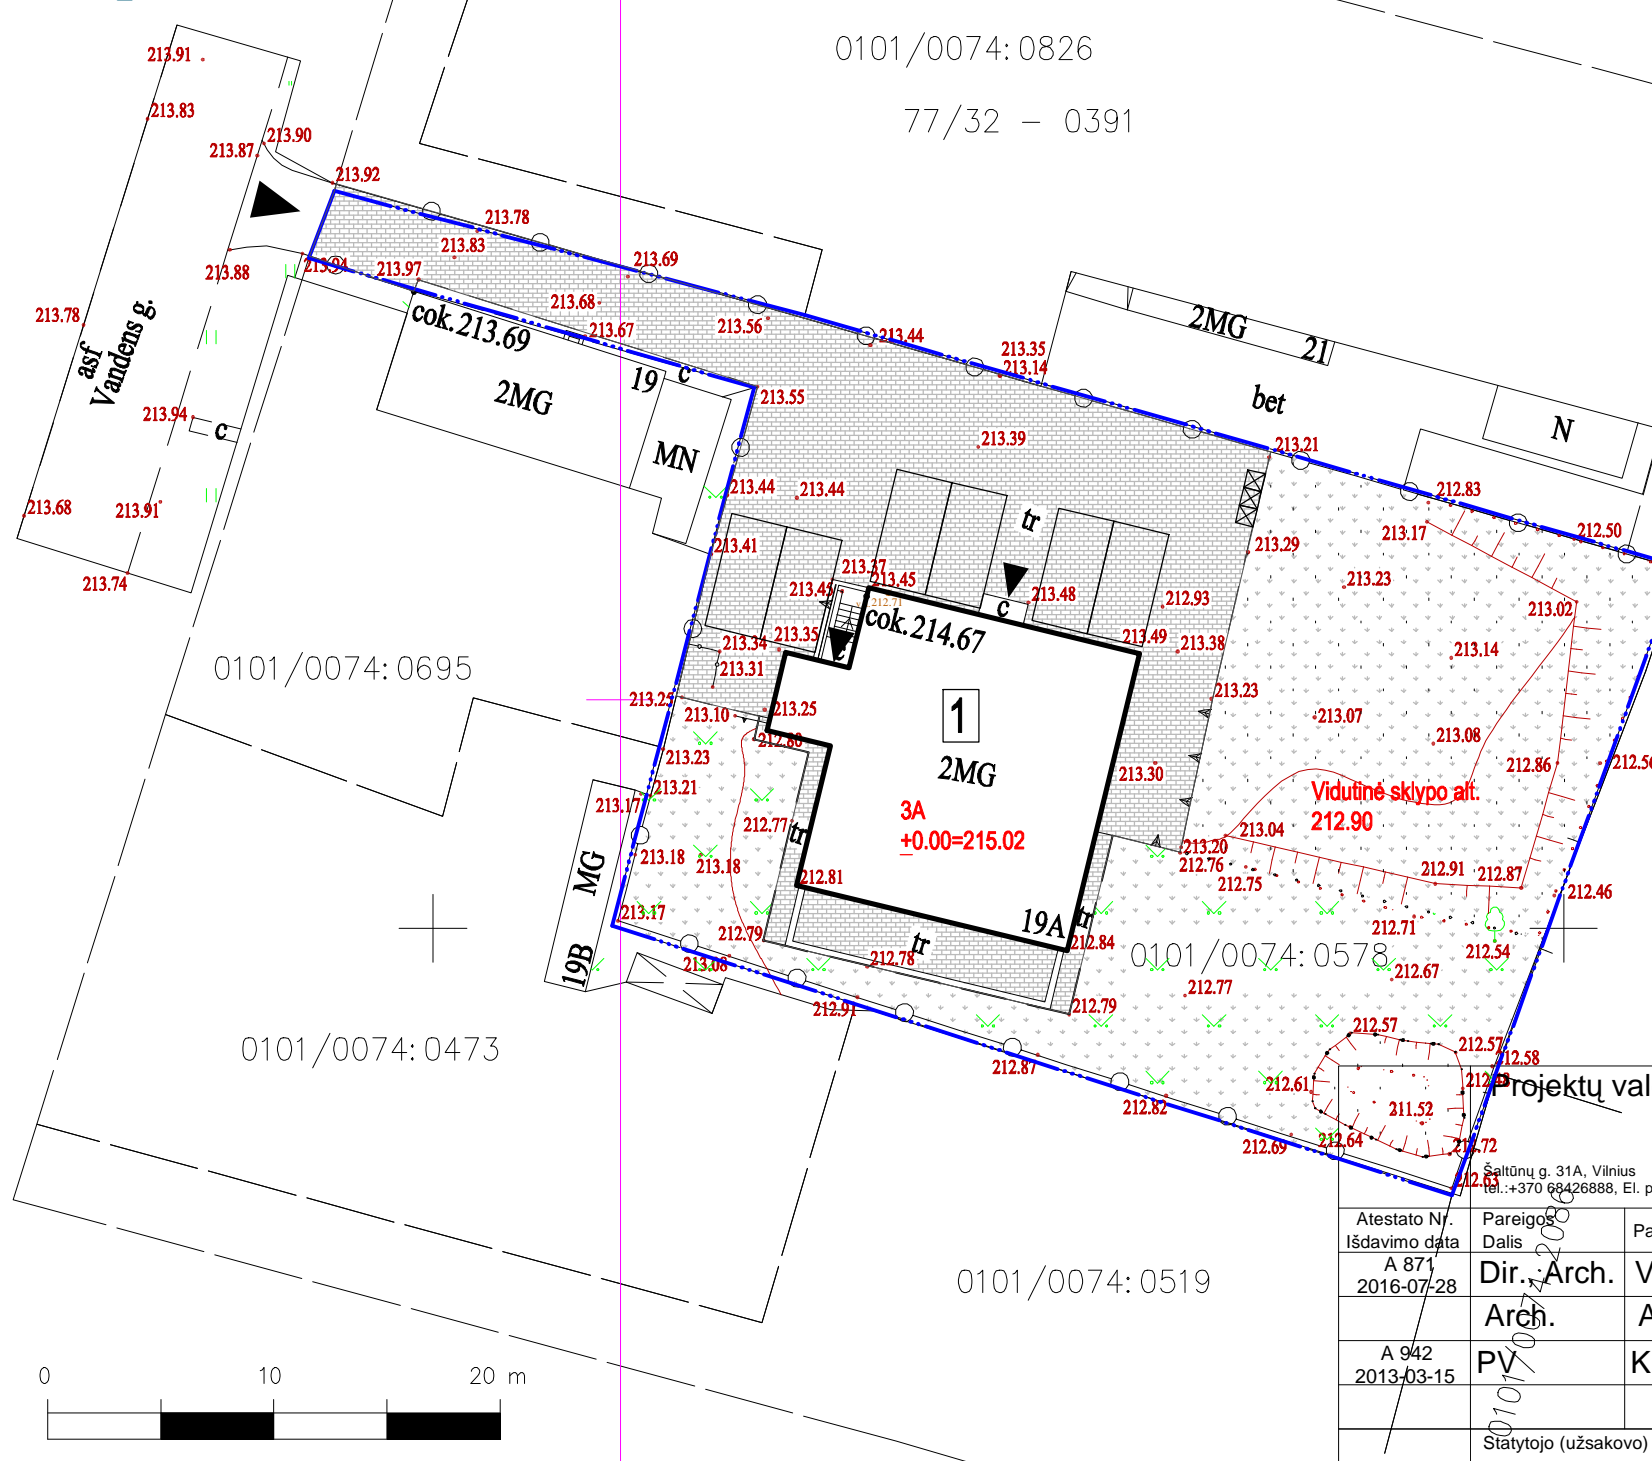 0101/0074:0826
77/32 - 0391
213.91
213.83
213.90
213.87
213.92
213.78
213.83
213.69
213.88
213.94
213.97
213.68
213.67
213.56
213.44
213.35
213.14
213.78
asf
Vandens g.
cok.213.69
2MG
19
c
213.55
2MG
21
bet
N
MN
213.94
c
213.39
213.21
212.83
213.17
212.50
213.68
213.91
213.74
213.44
213.44
tr
213.41
213.29
213.23
213.37
213.45
213.45
212.71
c
213.48
212.93
213.02
cok.214.67
c
213.34
213.35
213.49
213.38
213.14
0101/0074:0695
213.31
213.25
213.10
213.25
213.23
213.07
212.80
1
213.08
213.23
2MG
213.30
212.86
212.56
213.21
213.17
Vidutinė sklypo alt.
212.90
3A
+0.00=215.02
212.77
tr
213.04
213.18
213.18
213.20
212.76
212.75
212.91
212.87
212.46
MG
212.81
213.17
19A
tr
212.71
212.79
tr
212.84
0101/0074:0578
212.54
19B
213.08
212.78
212.67
212.77
212.91
212.79
212.57
212.57
212.58
0101/0074:0473
212.87
212.61
Projektų val
212.82
211.52
212.69
212.64
Šaltūnų g. 31A, Vilnius
212.63
tel.:+370 68426888, El. p
0101/0074:2086
Atestato Nr.
Išdavimo data
Pareigos
Dalis
Pa
A 871
2016-07-28
Dir., Arch.
V
0101/0074:0519
Arch.
A
A 942
2013-03-15
PV
K
0 10 20 m
Statytojo (užsakovo)